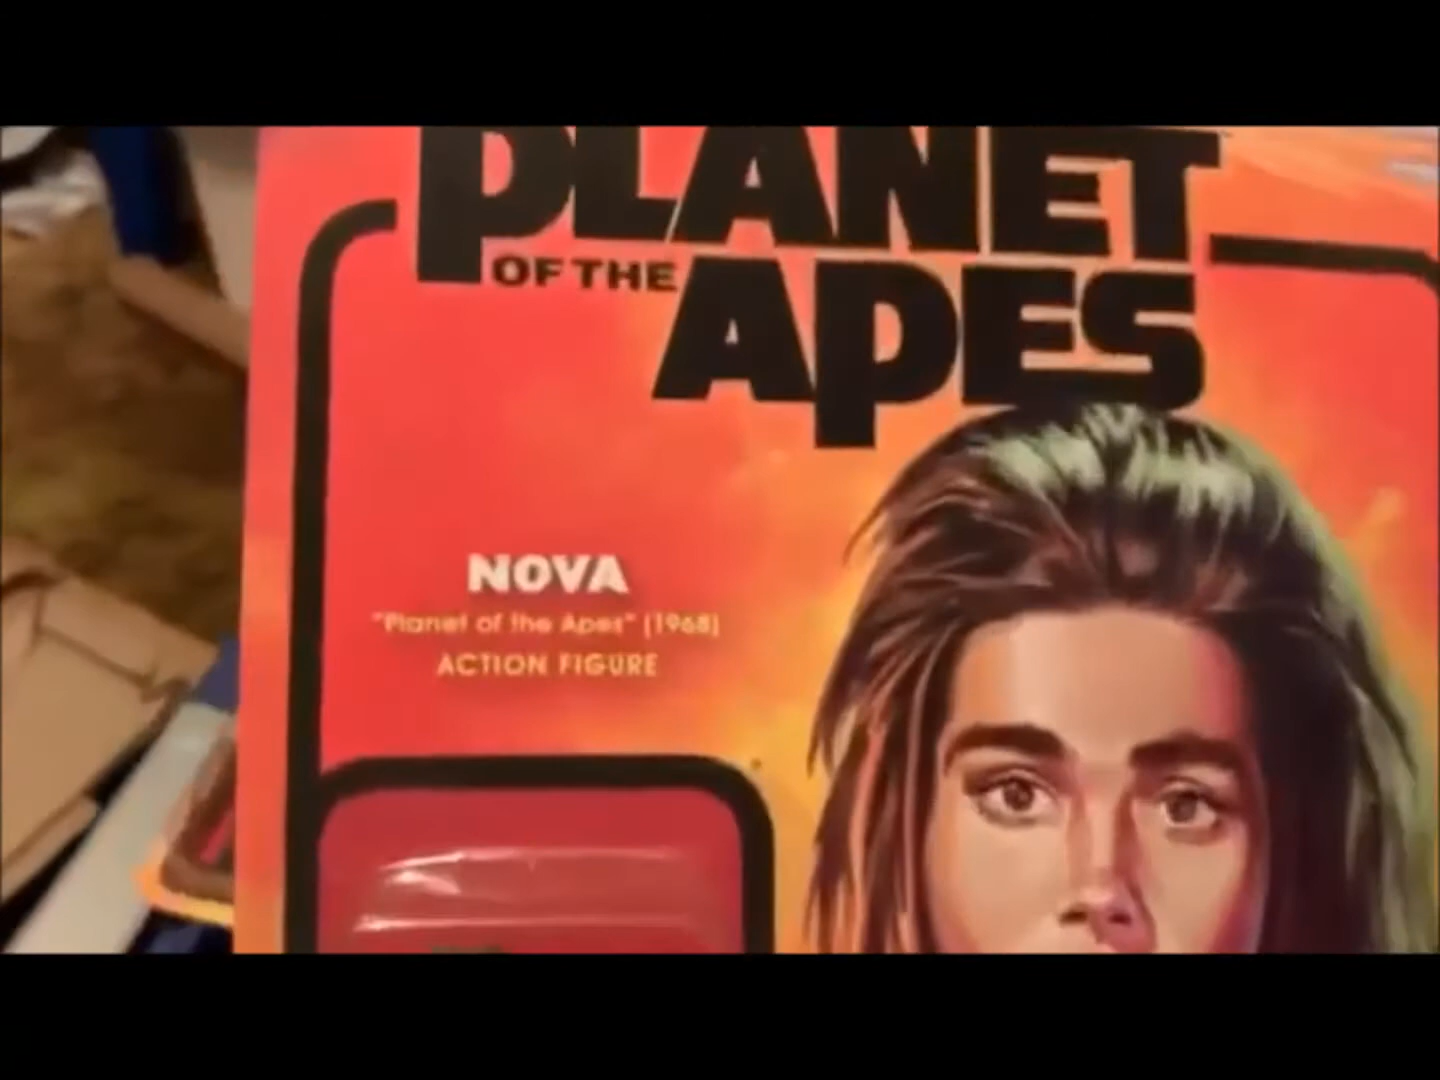 PLANET
OF THE
APES
NOVA
"Planet of the Apes" (1968)
ACTION FIGURE